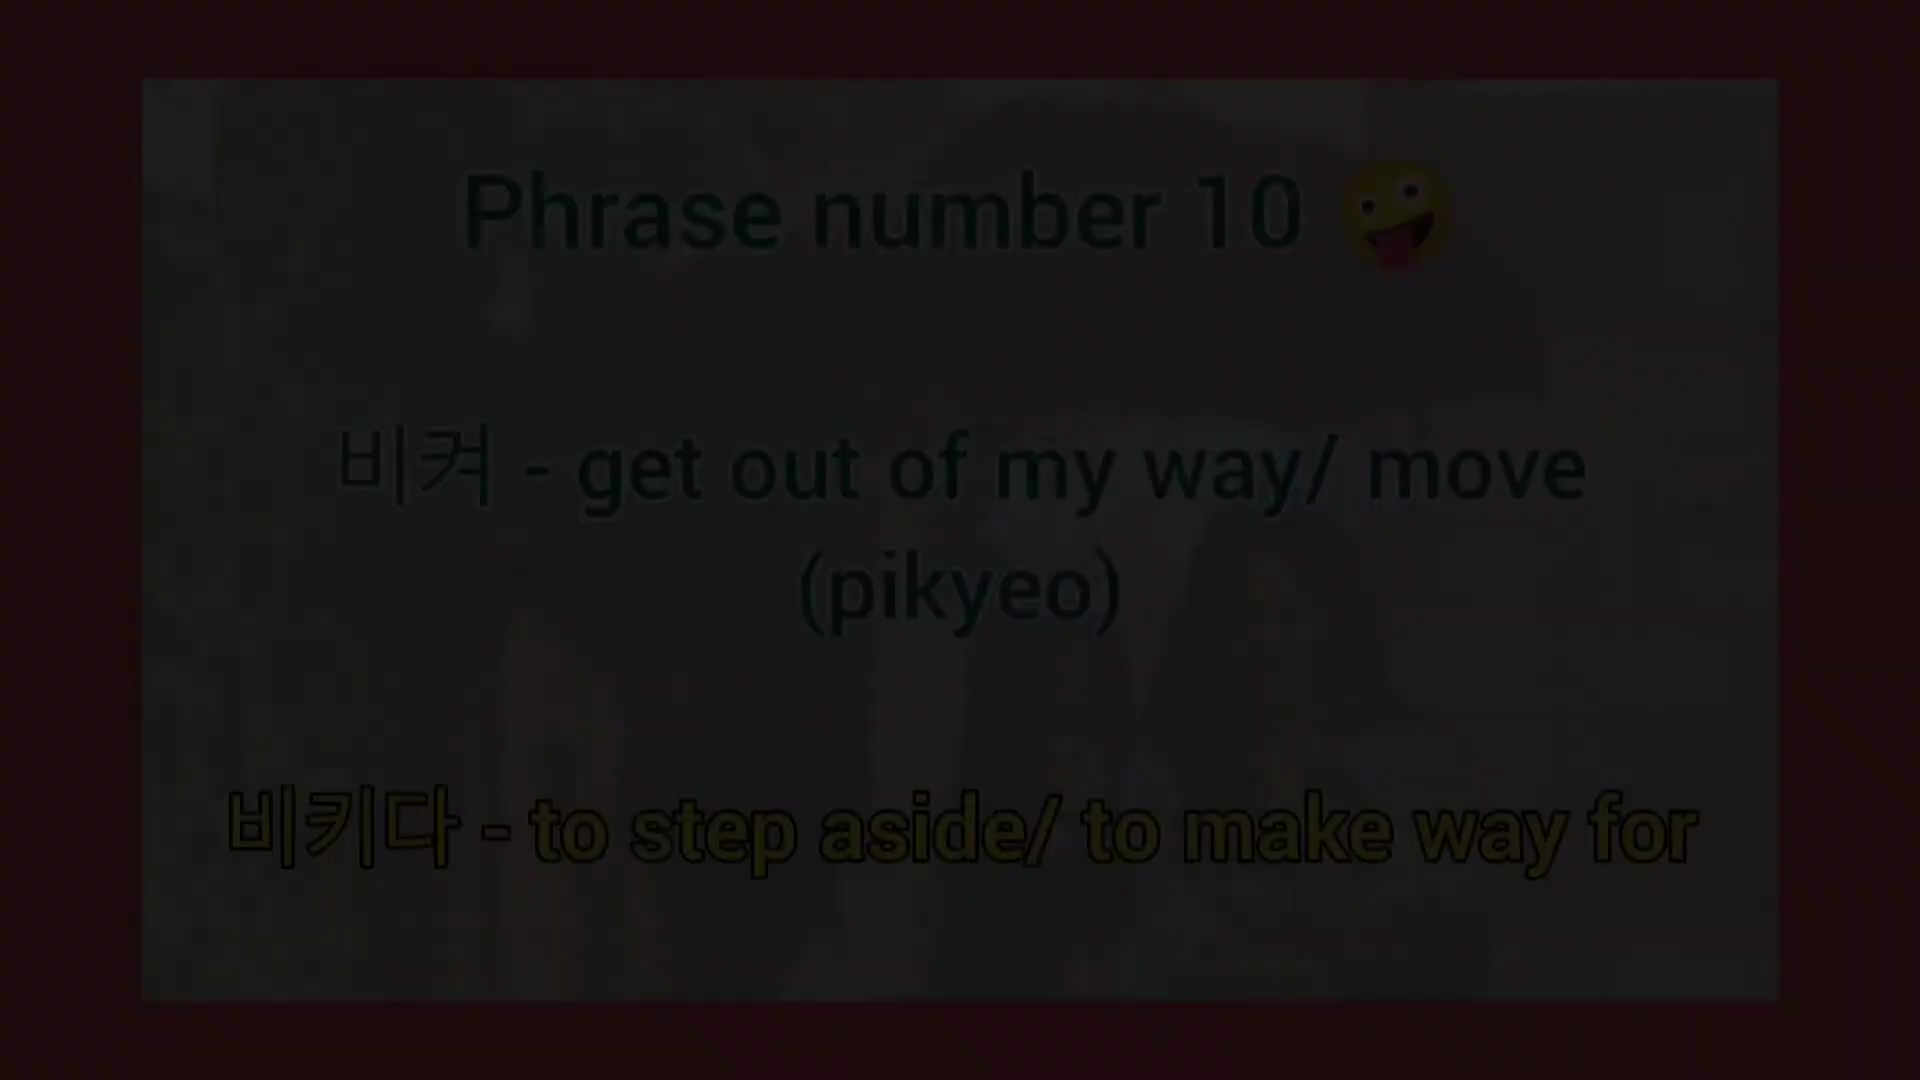 Phrase number 10 🤪
비켜 - get out of my way/ move
(pikyeo)
비키다 - to step aside/ to make way for